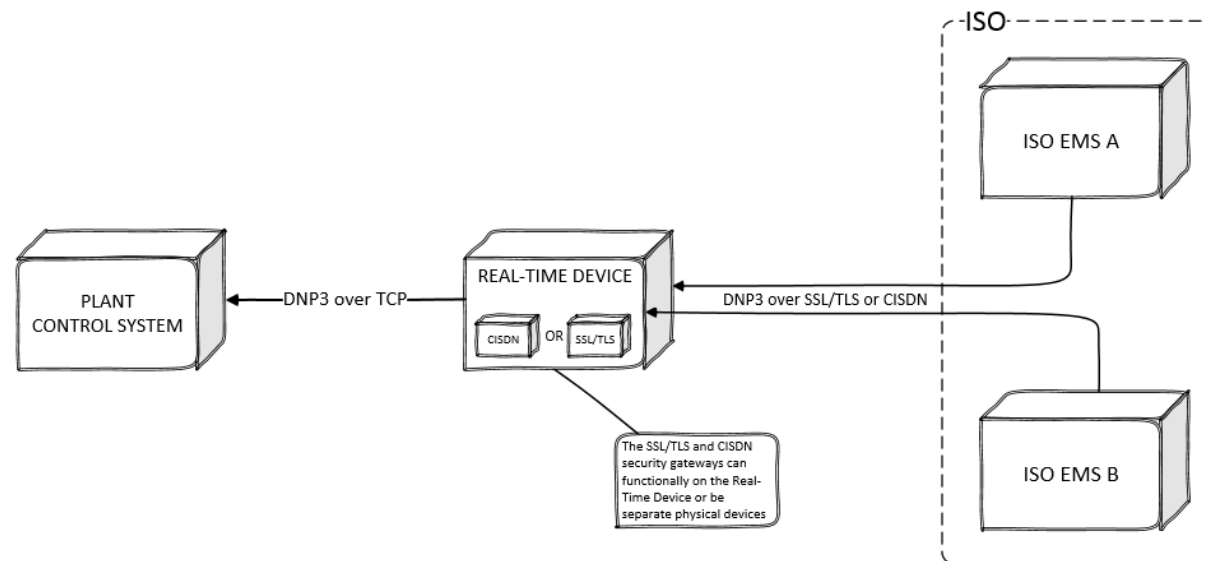 ISO
ISO EMS A
PLANT
CONTROL SYSTEM
DNP3 over TCP
REAL-TIME DEVICE
CISDN
OR
SSL/TLS
DNP3 over SSL/TLS or CISDN
The SSL/TLS and CISDN
security gateways can
functionally on the Real-
Time Device or be
separate physical devices
ISO EMS B